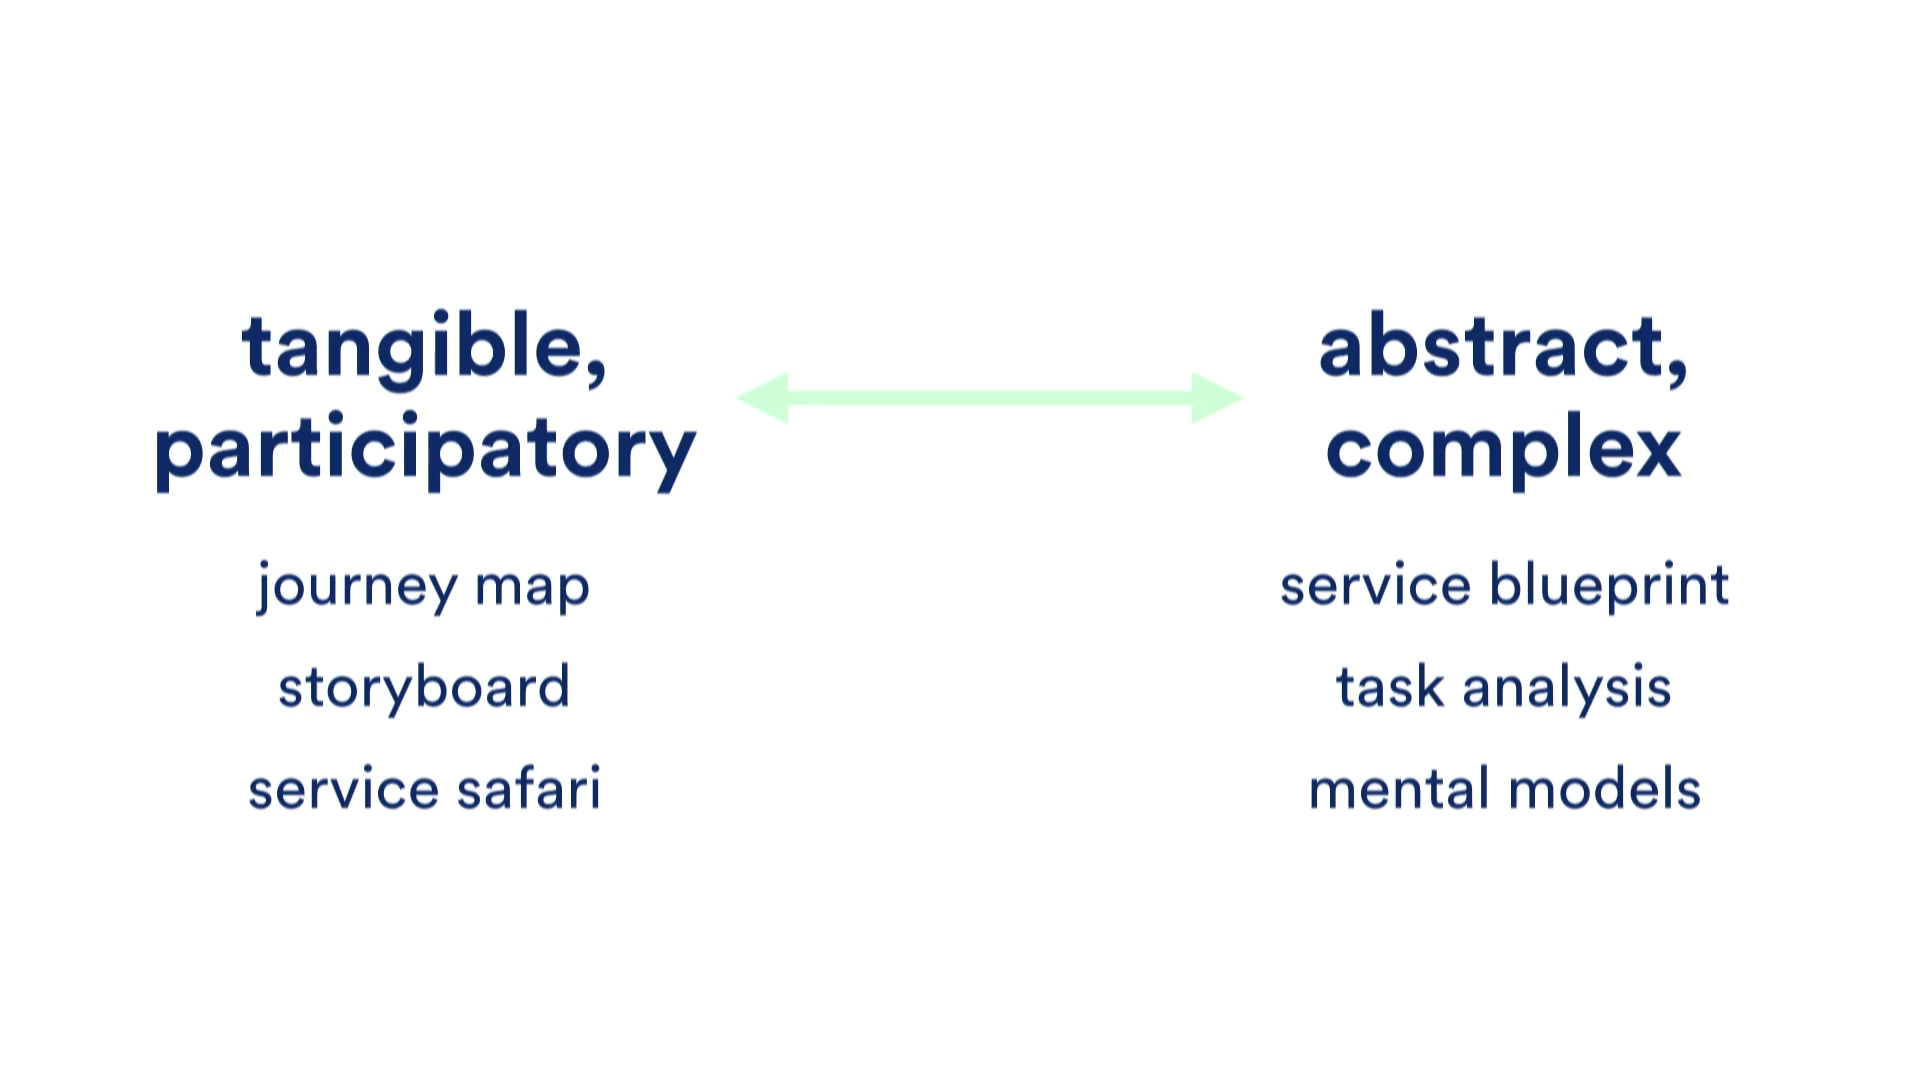 tangible,
participatory
journey map
storyboard
service safari
abstract,
complex
service blueprint
task analysis
mental models